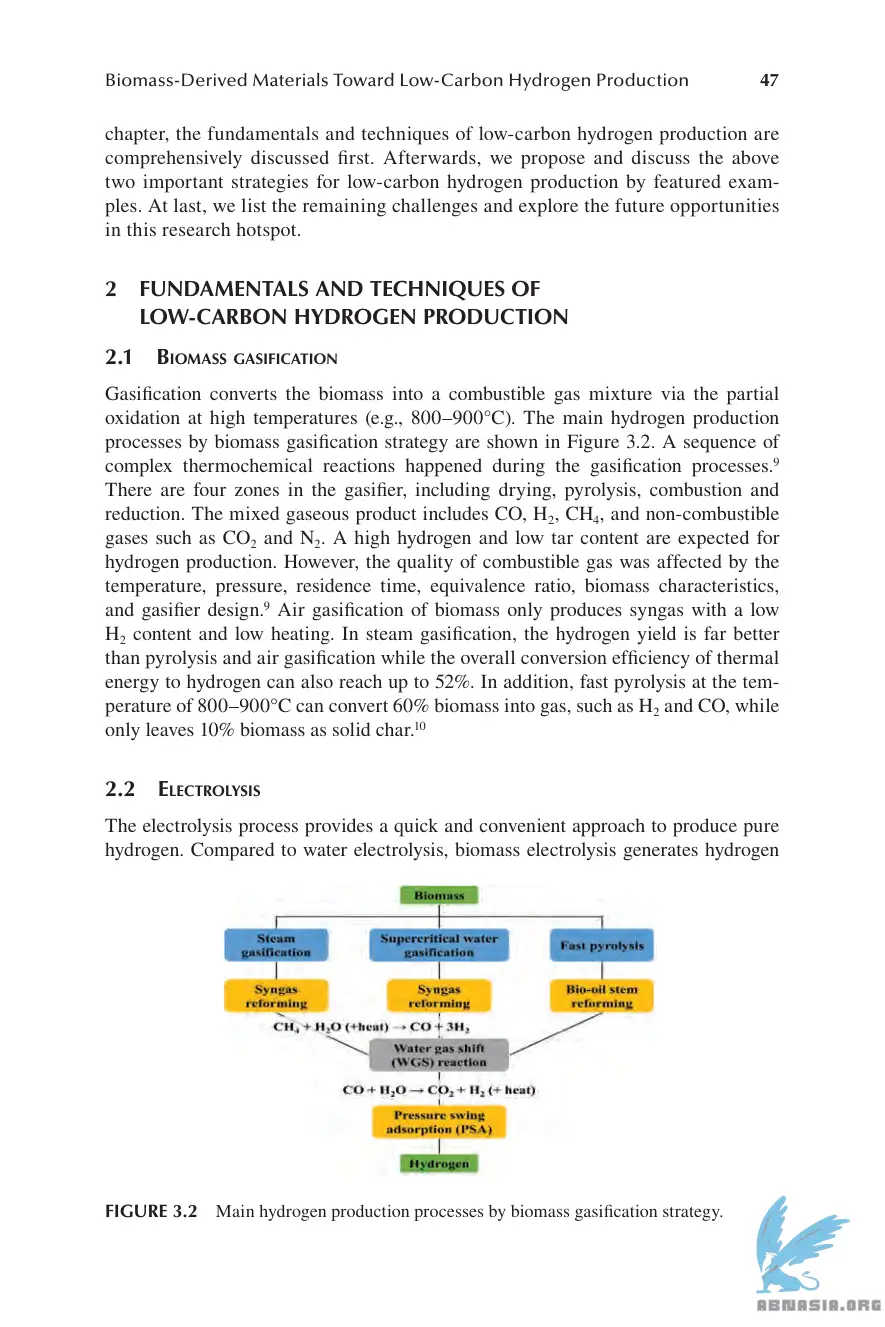 Biomass-Derived Materials Toward Low-Carbon Hydrogen Production 47
chapter, the fundamentals and techniques of low-carbon hydrogen production are
comprehensively discussed first. Afterwards, we propose and discuss the above
two important strategies for low-carbon hydrogen production by featured exam-
ples. At last, we list the remaining challenges and explore the future opportunities
in this research hotspot.
2 FUNDAMENTALS AND TECHNIQUES OF
LOW-CARBON HYDROGEN PRODUCTION
2.1 Biomass gasification
Gasification converts the biomass into a combustible gas mixture via the partial
oxidation at high temperatures (e.g., 800–900°C). The main hydrogen production
processes by biomass gasification strategy are shown in Figure 3.2. A sequence of
complex thermochemical reactions happened during the gasification processes.⁹
There are four zones in the gasifier, including drying, pyrolysis, combustion and
reduction. The mixed gaseous product includes CO, H₂, CH₄, and non-combustible
gases such as CO₂ and N₂. A high hydrogen and low tar content are expected for
hydrogen production. However, the quality of combustible gas was affected by the
temperature, pressure, residence time, equivalence ratio, biomass characteristics,
and gasifier design.⁹ Air gasification of biomass only produces syngas with a low
H₂ content and low heating. In steam gasification, the hydrogen yield is far better
than pyrolysis and air gasification while the overall conversion efficiency of thermal
energy to hydrogen can also reach up to 52%. In addition, fast pyrolysis at the tem-
perature of 800–900°C can convert 60% biomass into gas, such as H₂ and CO, while
only leaves 10% biomass as solid char.¹⁰
2.2 Electrolysis
The electrolysis process provides a quick and convenient approach to produce pure
hydrogen. Compared to water electrolysis, biomass electrolysis generates hydrogen
Biomass
Steam
gasification
Supercritical water
gasification
Fast pyrolysis
Syngas
reforming
Syngas
reforming
Bio-oil stem
reforming
CH₄ + H₂O (+heat) → CO + 3H₂
Water gas shift
(WGS) reaction
CO + H₂O → CO₂ + H₂ (+ heat)
Pressure swing
adsorption (PSA)
Hydrogen
FIGURE 3.2 Main hydrogen production processes by biomass gasification strategy.
ABNASIA.ORG